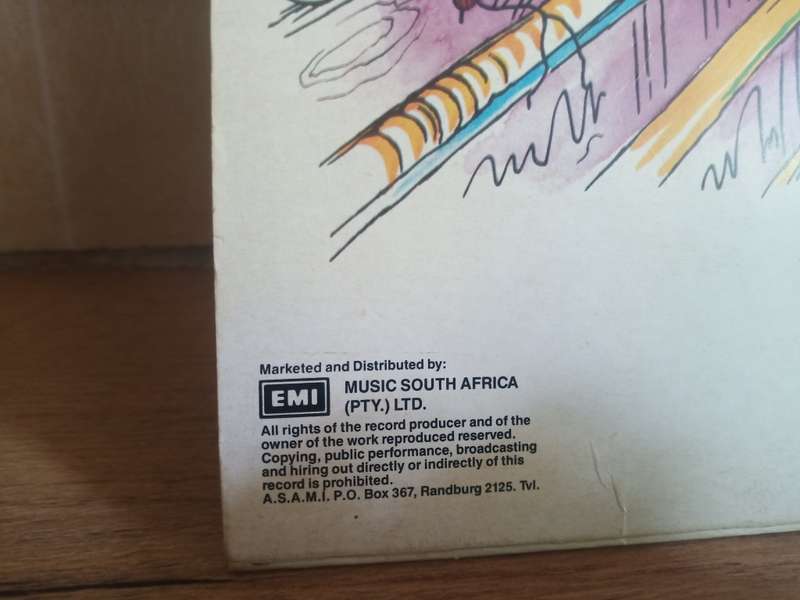 Marketed and Distributed by:
EMI MUSIC SOUTH AFRICA
(PTY.) LTD.
All rights of the record producer and of the
owner of the work reproduced reserved.
Copying, public performance, broadcasting
and hiring out directly or indirectly of this
record is prohibited.
A.S.A.M.I. P.O. Box 367, Randburg 2125. Tvl.